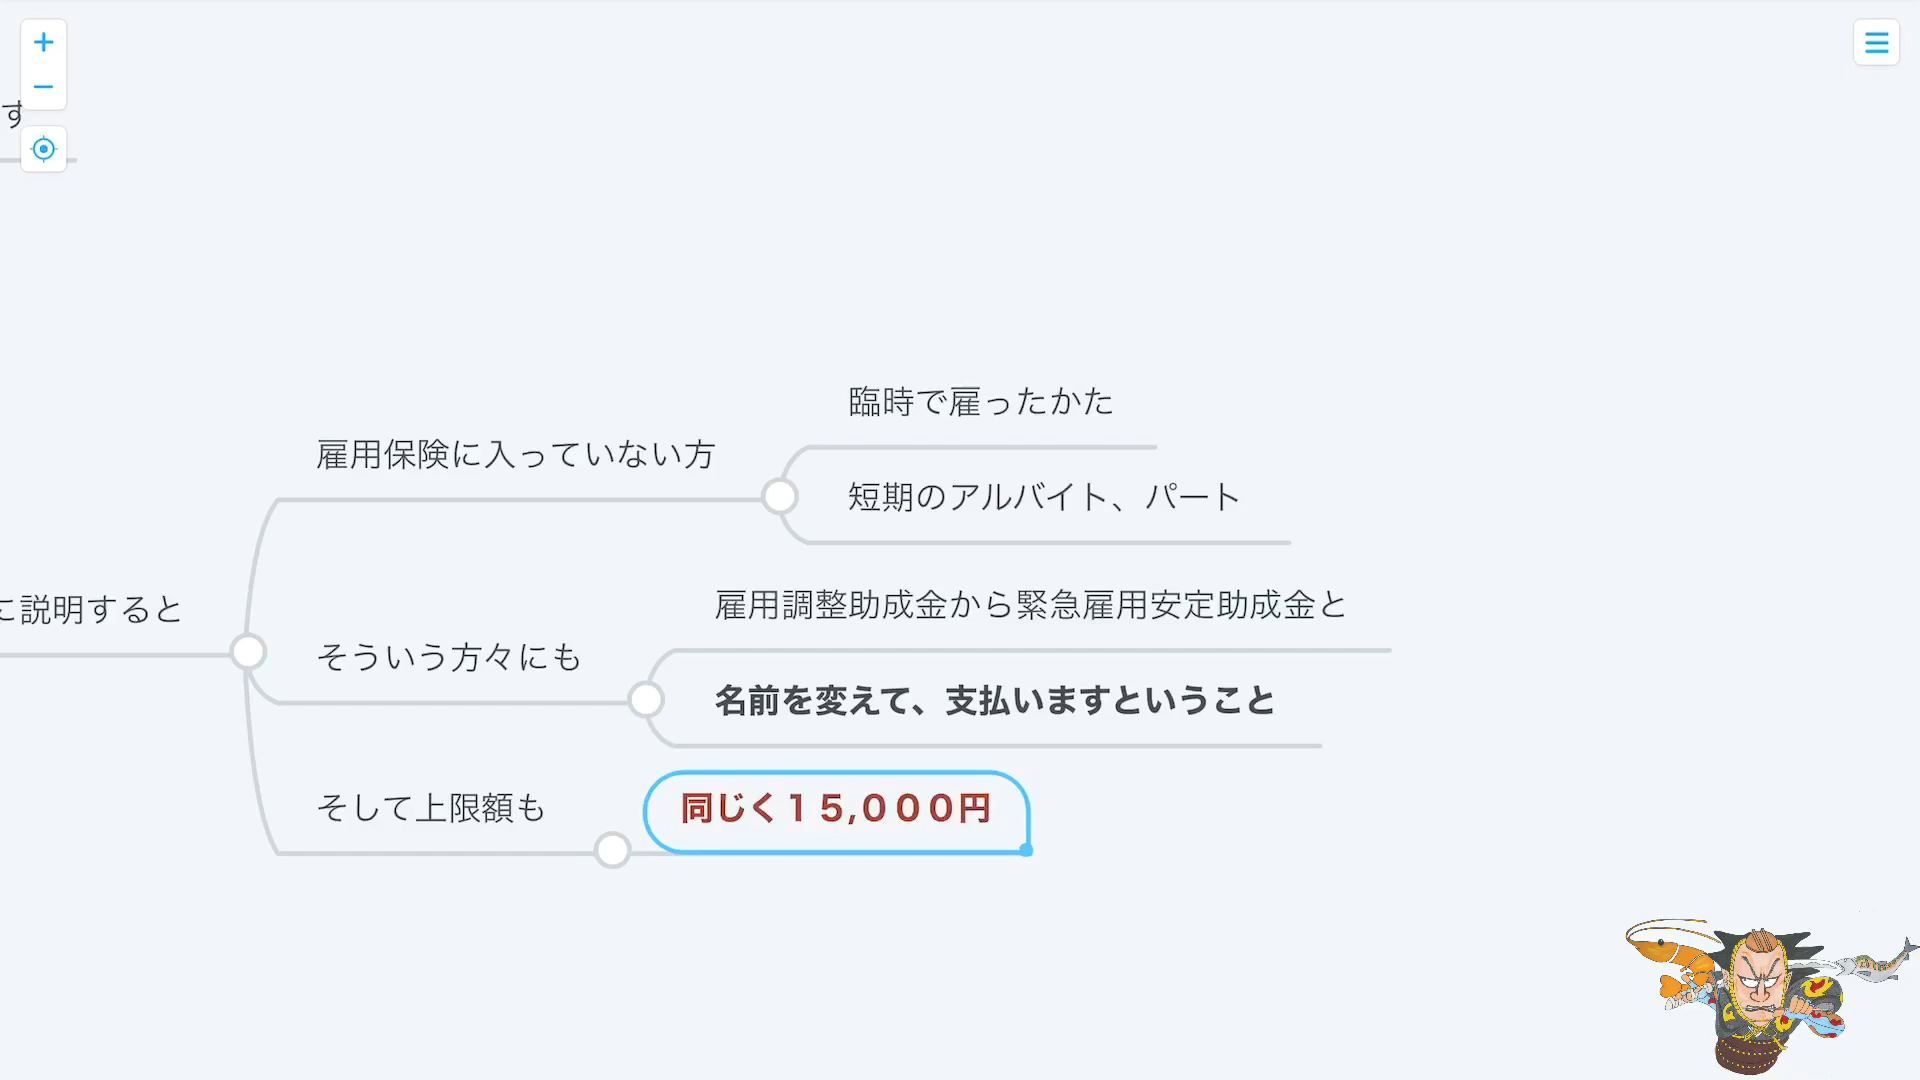 す
に説明すると
雇用保険に入っていない方
臨時で雇ったかた
短期のアルバイト、パート
そういう方々にも
雇用調整助成金から緊急雇用安定助成金と
名前を変えて、支払いますということ
そして上限額も
同じく１５,０００円